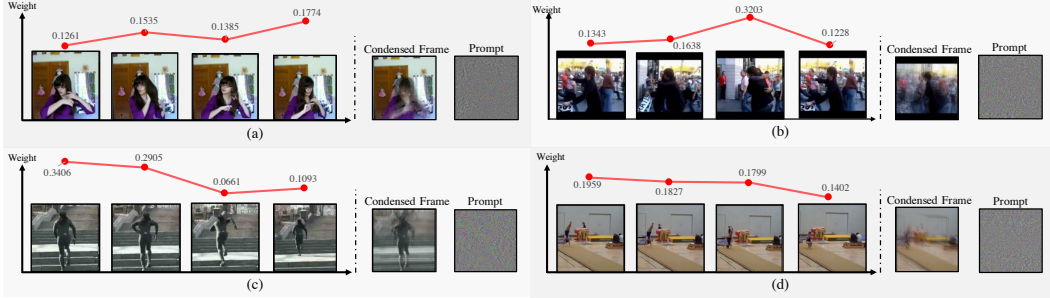 Weight
0.1261
0.1535
0.1385
0.1774
Condensed Frame
Prompt
(a)
Weight
0.1343
0.1638
0.3203
0.1228
Condensed Frame
Prompt
(b)
Weight
0.3406
0.2905
0.0661
0.1093
Condensed Frame
Prompt
(c)
Weight
0.1959
0.1827
0.1799
0.1402
Condensed Frame
Prompt
(d)